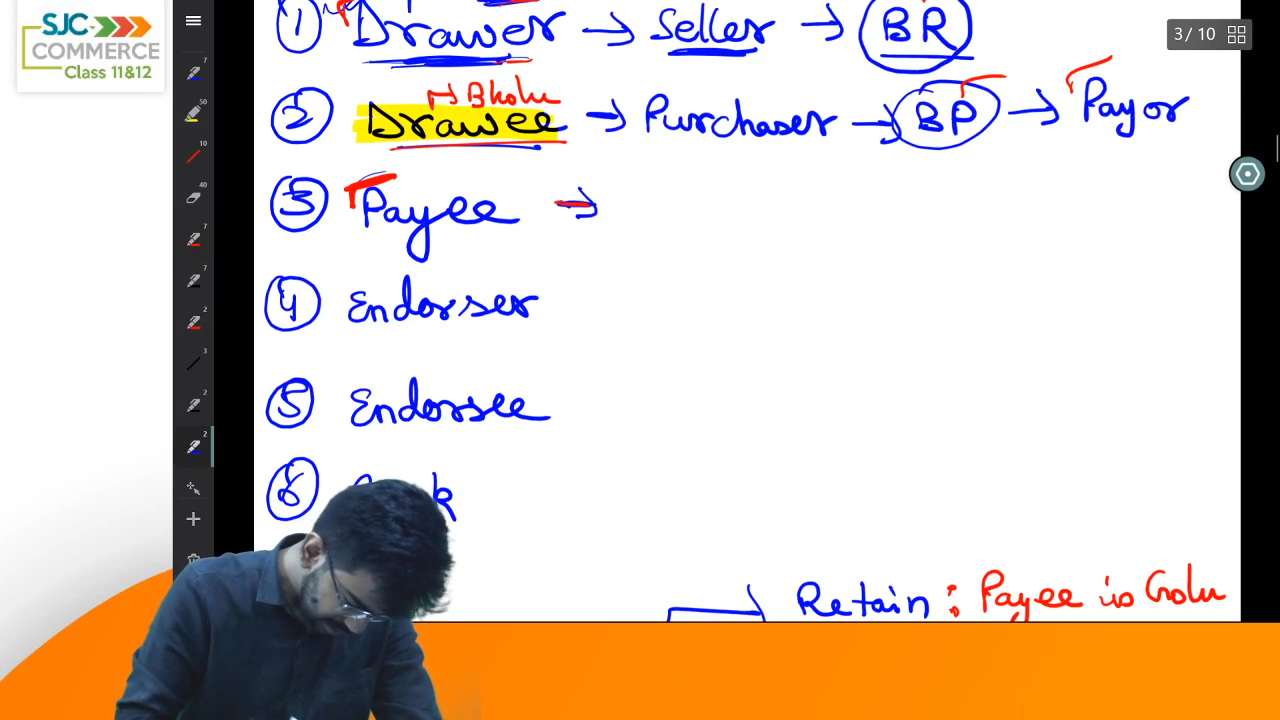 SJC
COMMERCE
Class 11&12
3 / 10
① Drawer → Seller → BR
→ Bholu
② Drawee → Purchaser → BP → Payor
③ Payee →
④ Endorser
⑤ Endorsee
⑥
Retain : Payee is Golu